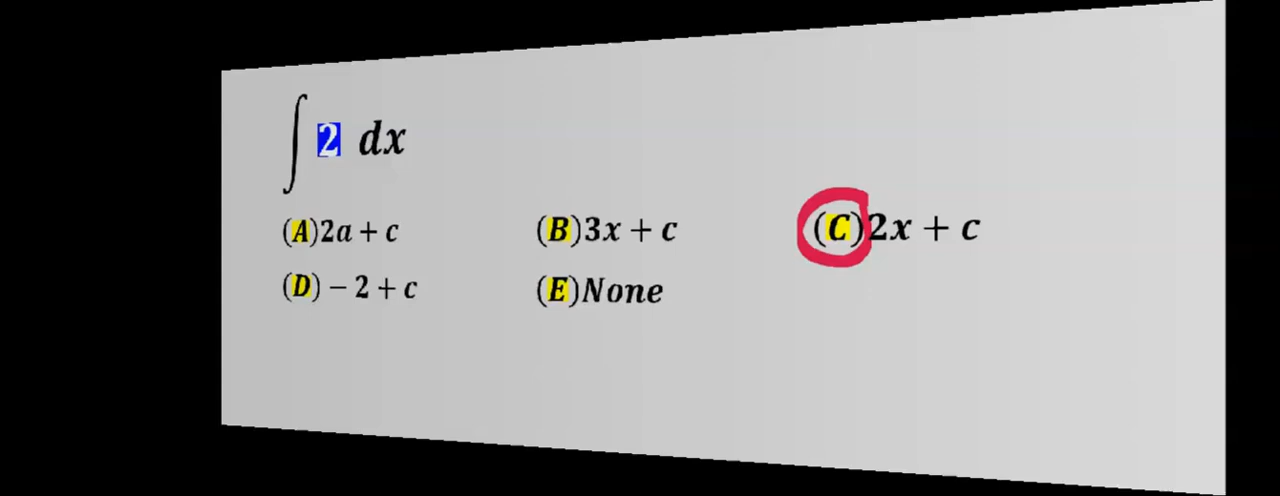 ∫ 2 dx
(A)2a + c (B)3x + c (C)2x + c
(D) − 2 + c (E)None